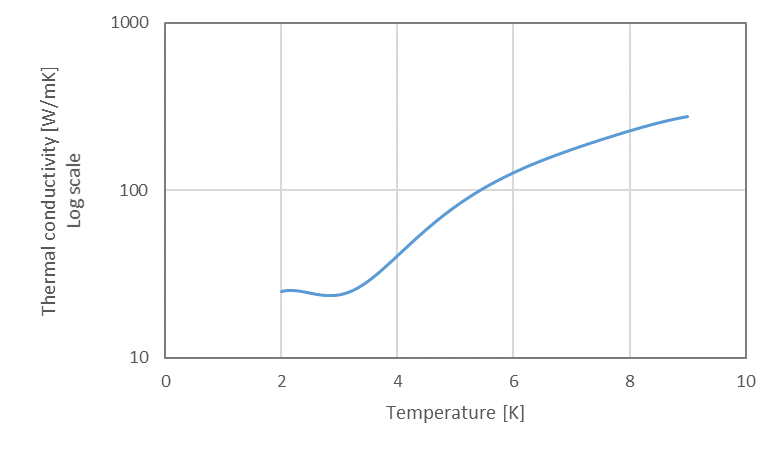 1000
100
10
Thermal conductivity [W/mK]
Log scale
0 2 4 6 8 10
Temperature [K]